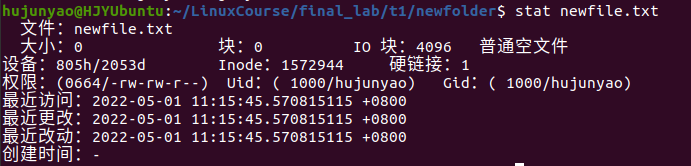 hujunyao@HJYUbuntu:~/LinuxCourse/final_lab/t1/newfolder$ stat newfile.txt
文件：newfile.txt
大小：0 块：0 IO 块：4096 普通空文件
设备：805h/2053d Inode：1572944 硬链接：1
权限：(0664/-rw-rw-r--) Uid：( 1000/hujunyao) Gid：( 1000/hujunyao)
最近访问：2022-05-01 11:15:45.570815115 +0800
最近更改：2022-05-01 11:15:45.570815115 +0800
最近改动：2022-05-01 11:15:45.570815115 +0800
创建时间：-